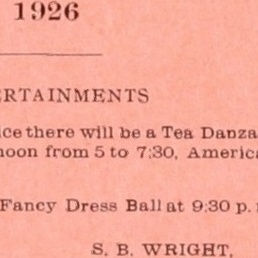 1926
ERTAINMENTS
ice there will be a Tea Danza
noon from 5 to 7:30, Americ
Fancy Dress Ball at 9:30 p.
S. B. WRIGHT,